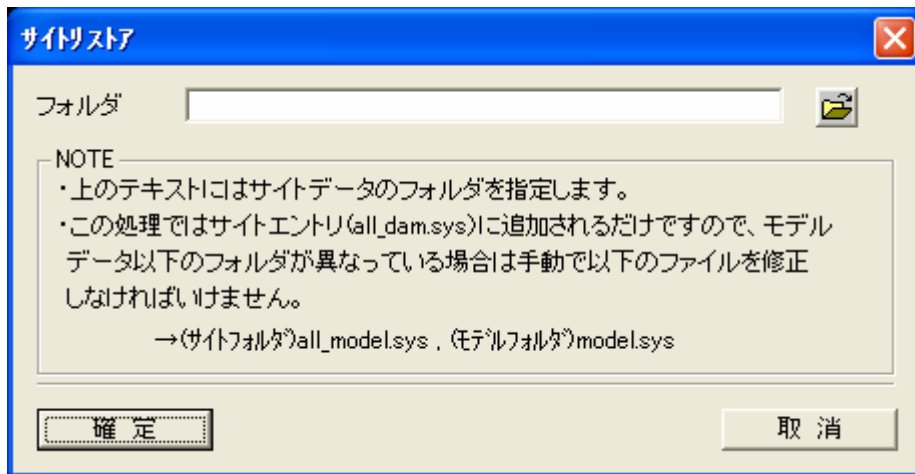 サイトリストア
フォルダ
NOTE
・上のテキストにはサイトデータのフォルダを指定します。
・この処理ではサイトエントリ(all_dam.sys)に追加されるだけですので、モデル
データ以下のフォルダが異なっている場合は手動で以下のファイルを修正
しなければいけません。
→(ｻｲﾄﾌｫﾙﾀﾞ)all_model.sys , (ﾓﾃﾞﾙﾌｫﾙﾀﾞ)model.sys
確 定
取 消